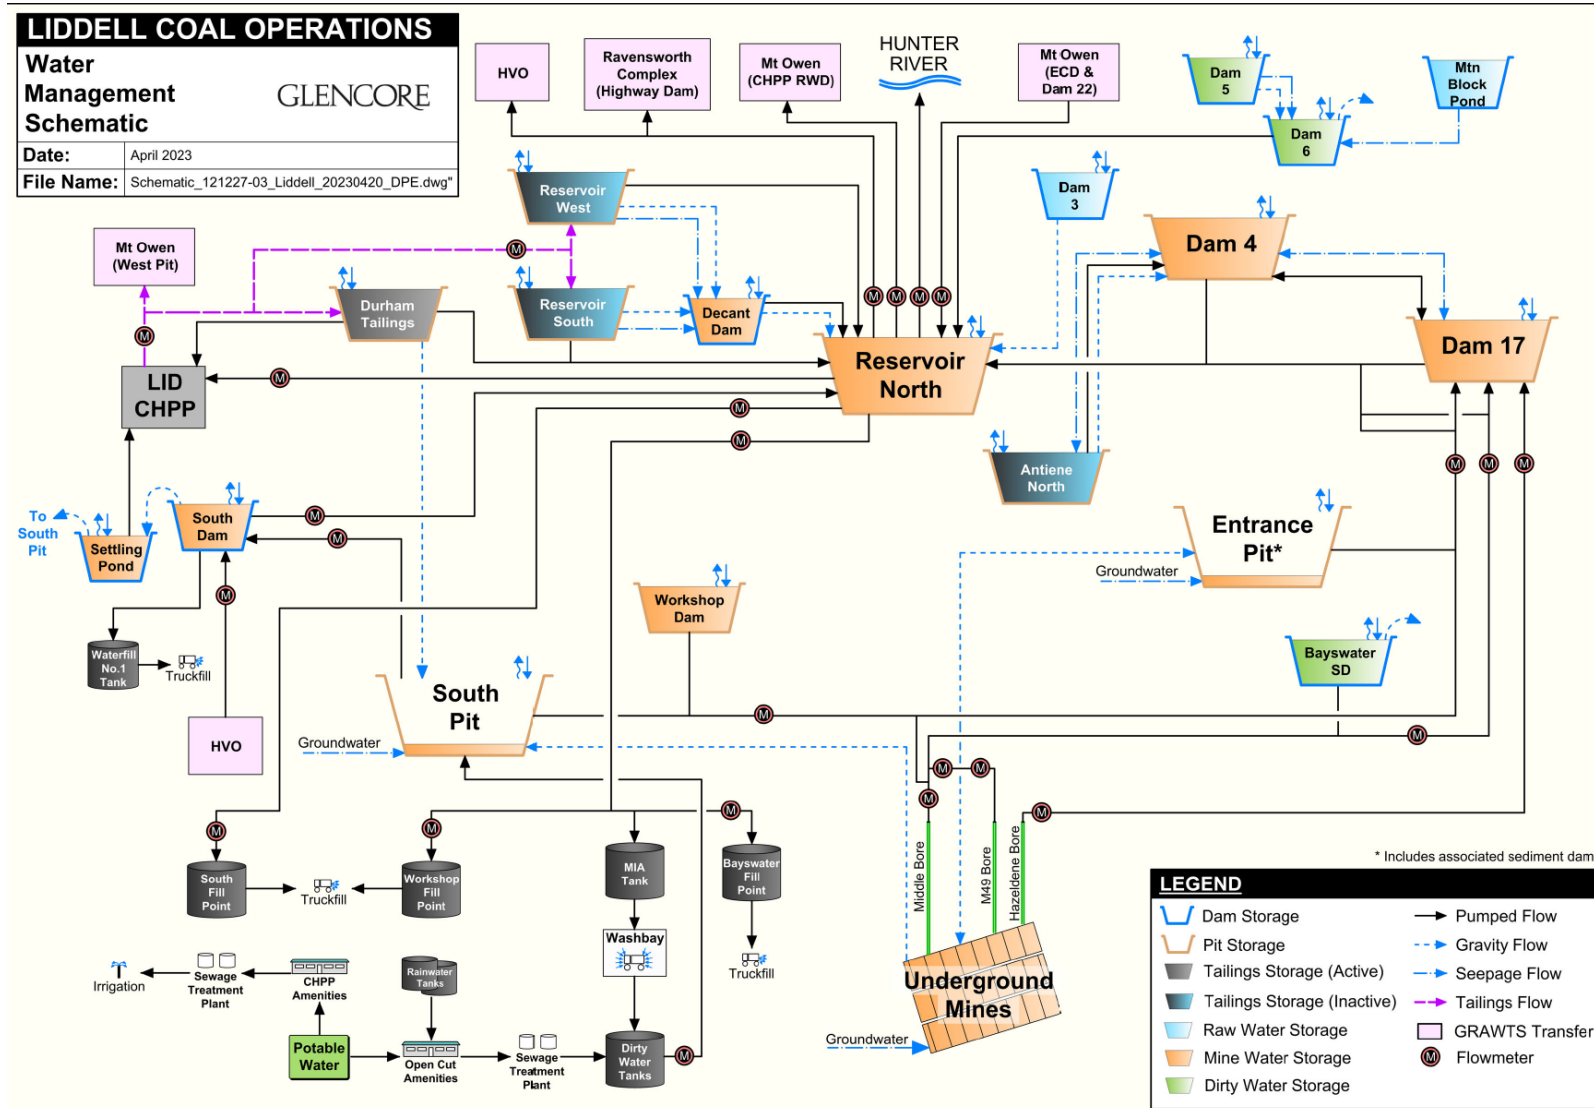 LIDDELL COAL OPERATIONS
Water
Management
Schematic
GLENCORE
Date:
April 2023
File Name:
Schematic_121227-03_Liddell_20230420_DPE.dwg"
HVO
Ravensworth
Complex
(Highway Dam)
Mt Owen
(CHPP RWD)
HUNTER
RIVER
Mt Owen
(ECD &
Dam 22)
Dam
5
Dam
6
Mtn
Block
Pond
Reservoir
West
Dam
3
Dam 4
Mt Owen
(West Pit)
M
Durham
Tailings
Reservoir
South
Decant
Dam
M
M
M
M
Dam 17
M
LID
CHPP
M
Reservoir
North
M
M
Antiene
North
M
M
M
To
South
Pit
Settling
Pond
South
Dam
M
M
Entrance
Pit*
Groundwater
M
Workshop
Dam
Waterfill
No.1
Tank
Truckfill
Bayswater
SD
South
Pit
M
M
HVO
Groundwater
M
M
M
M
M
M
M
M
South
Fill
Point
Truckfill
Workshop
Fill
Point
MIA
Tank
Bayswater
Fill
Point
Middle Bore
M49 Bore
Hazeldene Bore
Washbay
Truckfill
Irrigation
Sewage
Treatment
Plant
CHPP
Amenities
Rainwater
Tanks
Underground
Mines
Groundwater
Potable
Water
Open Cut
Amenities
Sewage
Treatment
Plant
Dirty
Water
Tanks
M
* Includes associated sediment dam
LEGEND
Dam Storage
Pit Storage
Tailings Storage (Active)
Tailings Storage (Inactive)
Raw Water Storage
Mine Water Storage
Dirty Water Storage
Pumped Flow
Gravity Flow
Seepage Flow
Tailings Flow
GRAWTS Transfer
M
Flowmeter